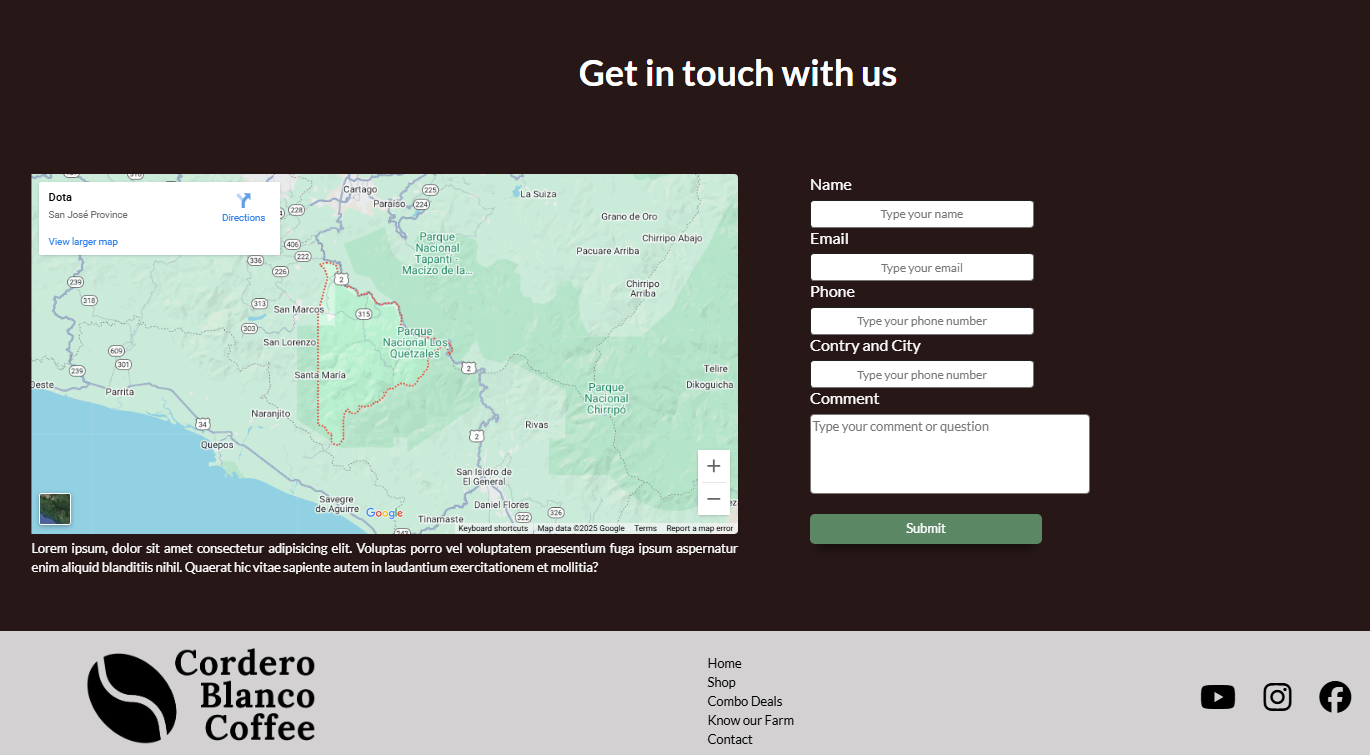 Get in touch with us
Dota
San José Province
Directions
View larger map
Cartago
Paraíso
La Suiza
Grano de Oro
Chirripo Abajo
Pacuare Arriba
Parque
Nacional
Tapantí -
Macizo de la...
Chirripo
Arriba
225
224
228
406
222
336
226
239
318
2
313
San Marcos
315
303
San Lorenzo
Parque
Nacional Los
Quetzales
609
301
239
2
Santa María
Telire
Dikoguicha
Oeste
Parrita
Parque
Nacional
Chirripó
Naranjito
34
Rivas
2
Quepos
San Isidro de
El General
Savegre
de Aguirre
Daniel Flores
326
322
Tinamaste
243
Google
Keyboard shortcuts
Map data ©2025 Google
Terms
Report a map error
Lorem ipsum, dolor sit amet consectetur adipisicing elit. Voluptas porro vel voluptatem praesentium fuga ipsum aspernatur
enim aliquid blanditiis nihil. Quaerat hic vitae sapiente autem in laudantium exercitationem et mollitia?
Name
Type your name
Email
Type your email
Phone
Type your phone number
Contry and City
Type your phone number
Comment
Type your comment or question
Submit
Cordero
Blanco
Coffee
Home
Shop
Combo Deals
Know our Farm
Contact